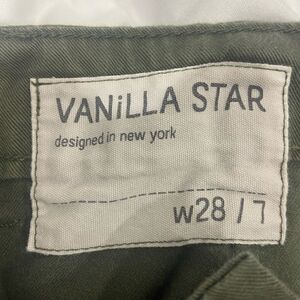 VANiLLA STAR
designed in new york
w28 / 7